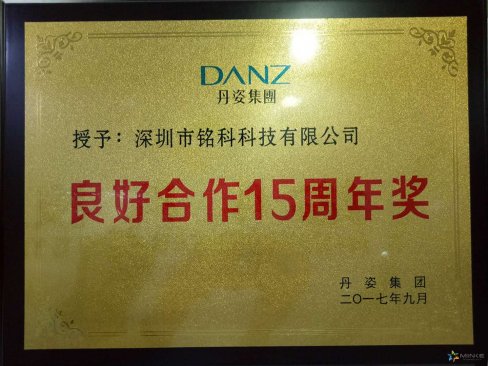 DANZ
丹姿集團
授予：深圳市铭科科技有限公司
良好合作15周年奖
丹姿集团
二〇一七年九月
MINKE